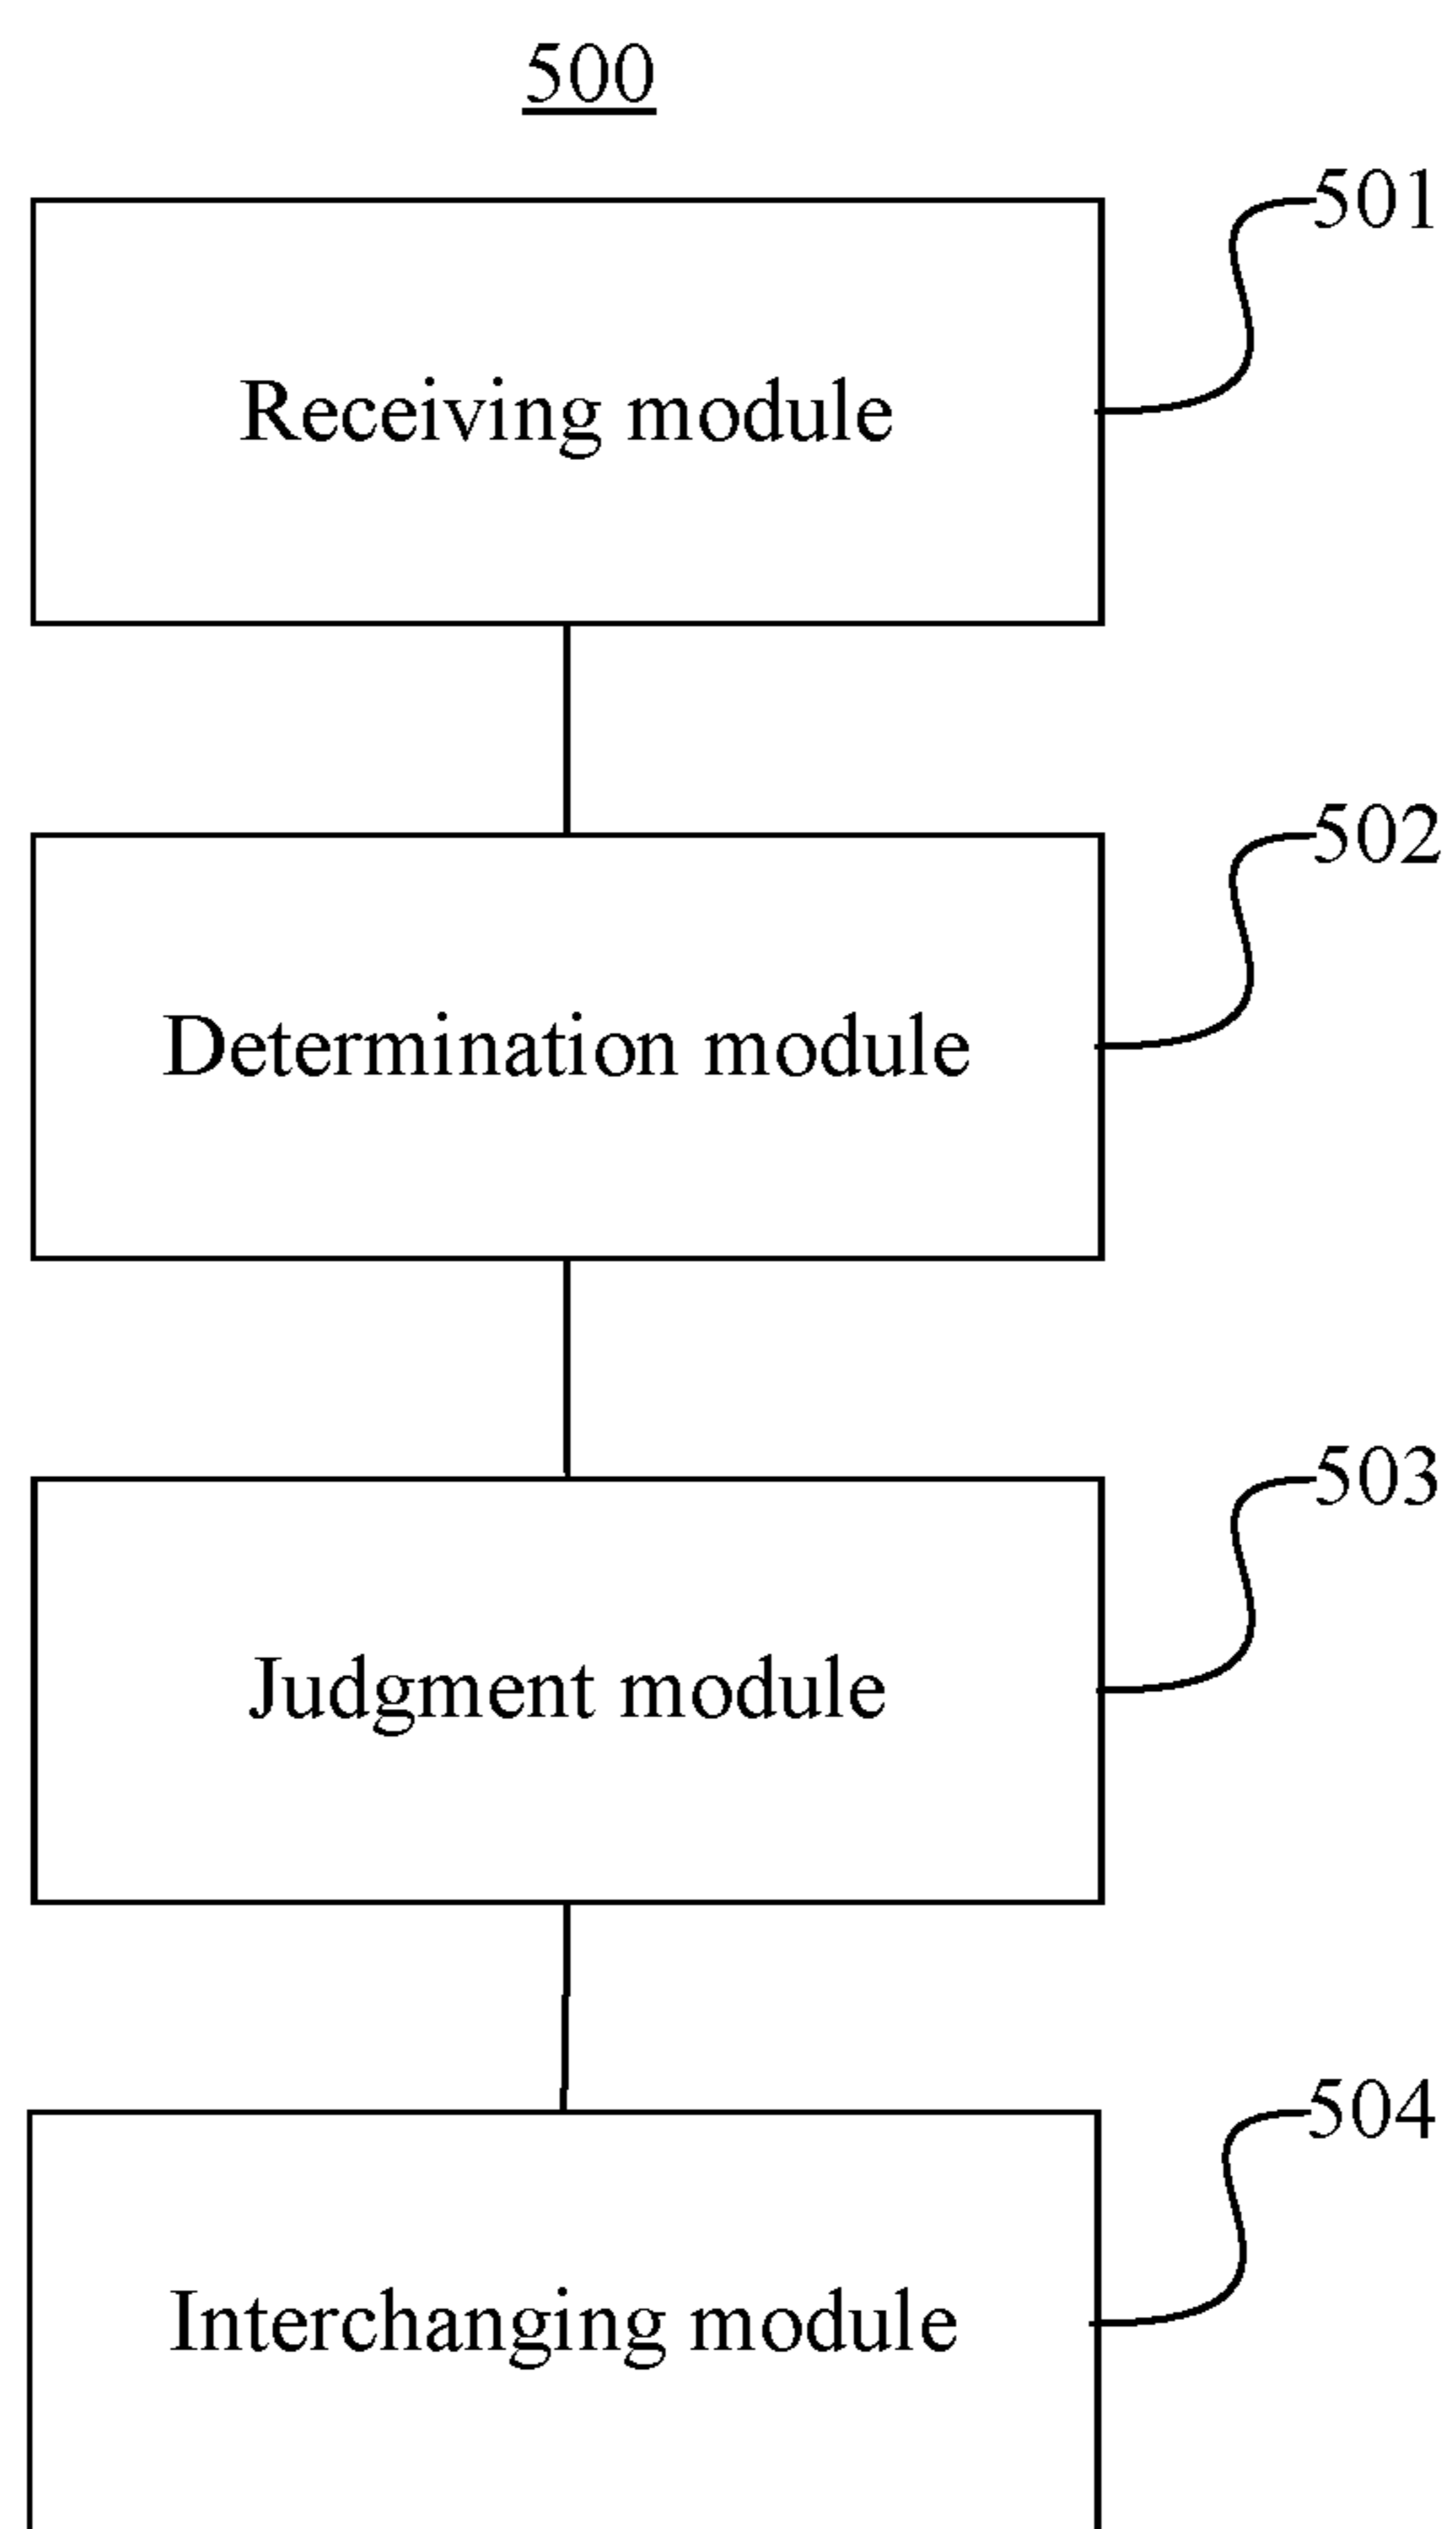 500
501
Receiving module
502
Determination module
503
Judgment module
504
Interchanging module